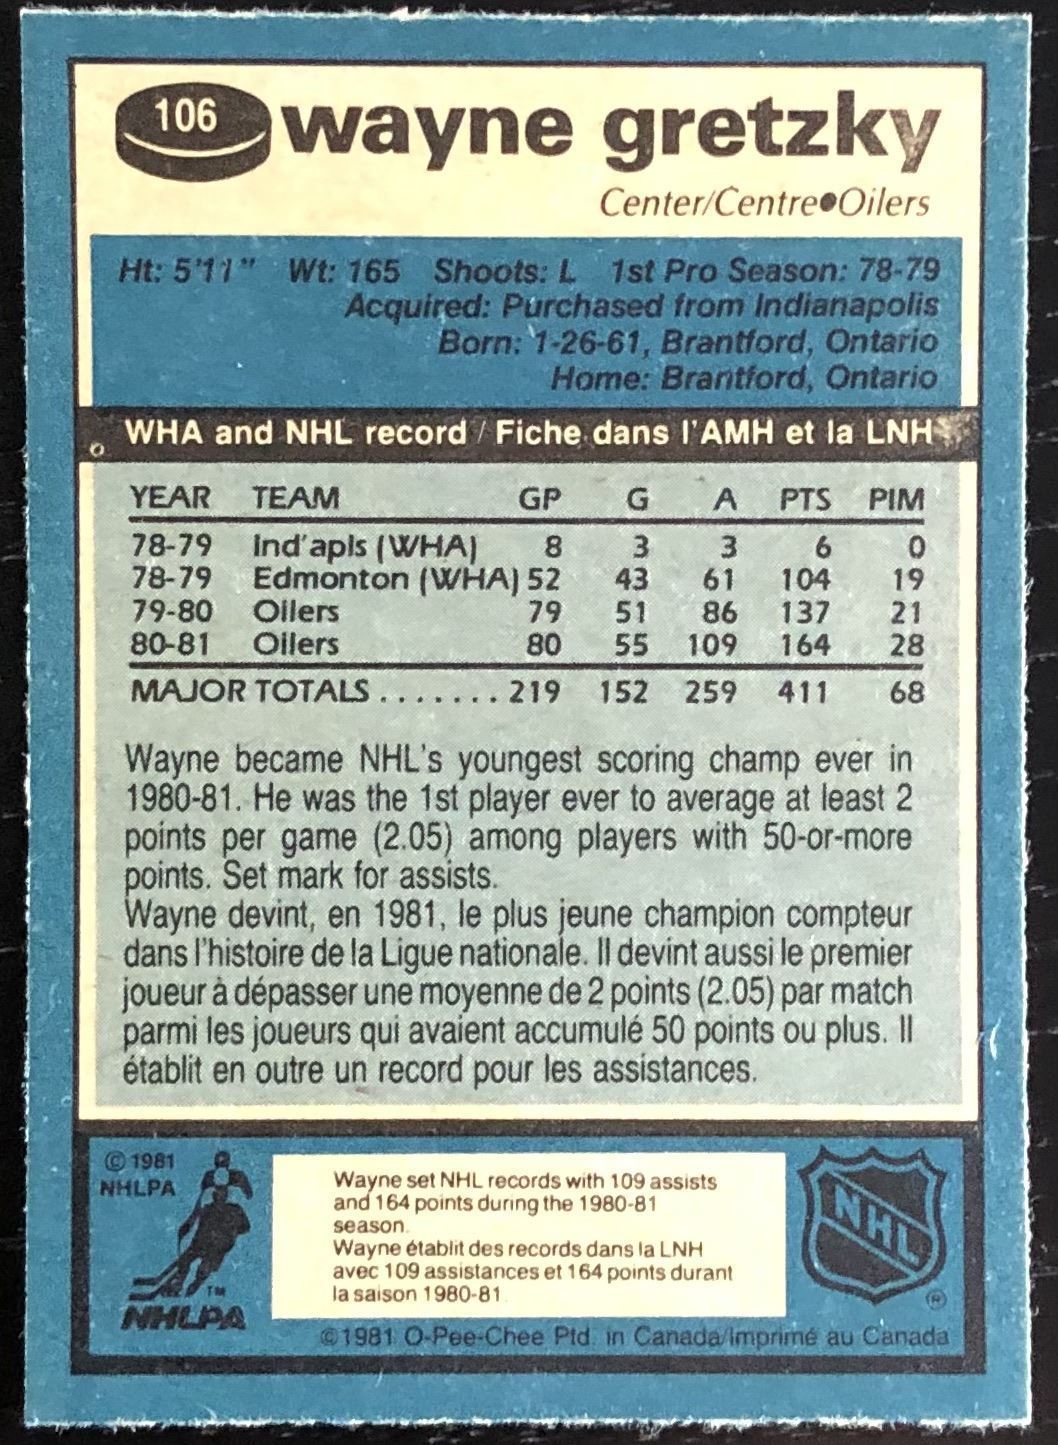 106 wayne gretzky
Center/Centre•Oilers
Ht: 5'11" Wt: 165 Shoots: L 1st Pro Season: 78-79
Acquired: Purchased from Indianapolis
Born: 1-26-61, Brantford, Ontario
Home: Brantford, Ontario
WHA and NHL record / Fiche dans l'AMH et la LNH
YEAR TEAM GP G A PTS PIM
78-79 Ind'apls (WHA) 8 3 3 6 0
78-79 Edmonton (WHA) 52 43 61 104 19
79-80 Oilers 79 51 86 137 21
80-81 Oilers 80 55 109 164 28
MAJOR TOTALS ....... 219 152 259 411 68
Wayne became NHL's youngest scoring champ ever in
1980-81. He was the 1st player ever to average at least 2
points per game (2.05) among players with 50-or-more
points. Set mark for assists.
Wayne devint, en 1981, le plus jeune champion compteur
dans l'histoire de la Ligue nationale. Il devint aussi le premier
joueur à dépasser une moyenne de 2 points (2.05) par match
parmi les joueurs qui avaient accumulé 50 points ou plus. Il
établit en outre un record pour les assistances.
© 1981
NHLPA
NHLPA
TM
Wayne set NHL records with 109 assists
and 164 points during the 1980-81
season.
Wayne établit des records dans la LNH
avec 109 assistances et 164 points durant
la saison 1980-81.
NHL
®
©1981 O-Pee-Chee Ptd. in Canada/Imprimé au Canada